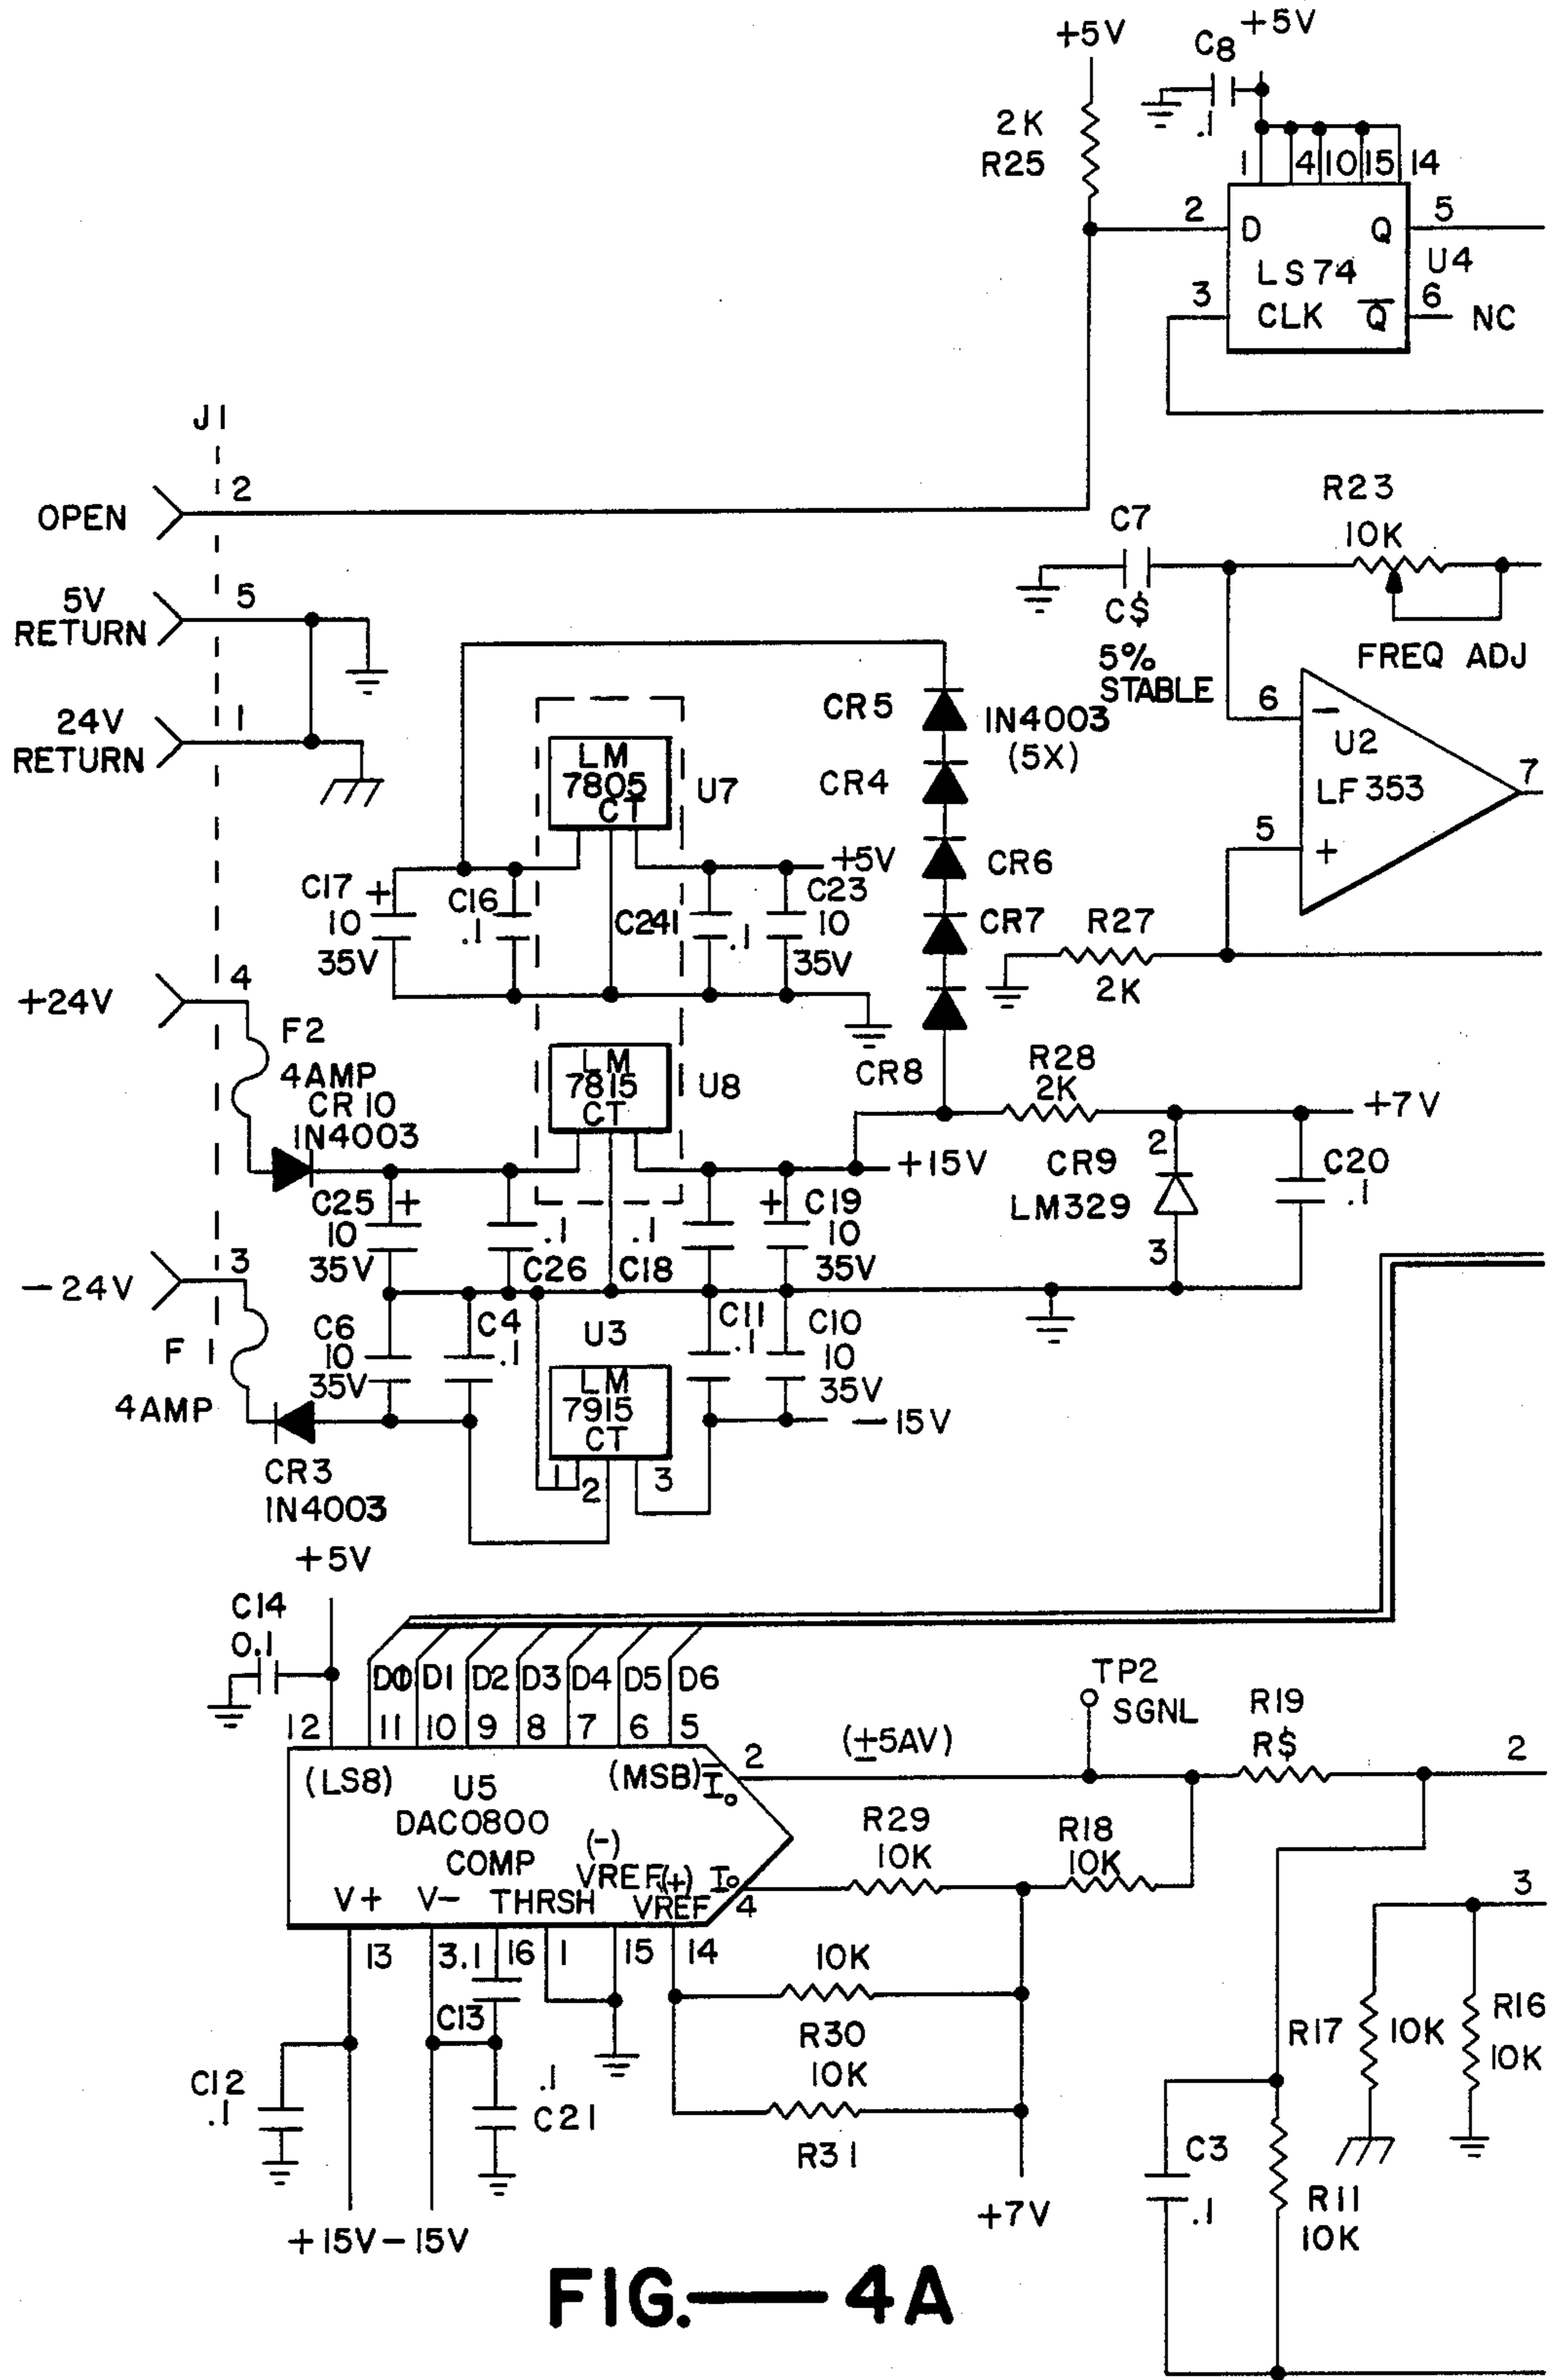 +5V
C8
+5V
2K
R25
.1
1
4
10
15
14
2
D
Q
5
LS74
U4
3
CLK
Q
6
NC
J1
OPEN
2
C7
R23
10K
C$
5%
STABLE
FREQ ADJ
5V
RETURN
5
24V
RETURN
1
6
−
U2
LF353
7
5
+
CR5
IN4003
(5X)
CR4
CR6
CR7
R27
2K
CR8
LM
7805
CT
U7
+5V
C17
+
10
35V
C16
.1
C241
.1
C23
10
35V
+24V
4
F2
4AMP
CR10
IN4003
LM
7815
CT
U8
R28
2K
+7V
+15V
2
CR9
LM329
3
C20
.1
C25
+
10
35V
.1
C26
.1
C18
+
C19
10
35V
−24V
3
F1
4AMP
C6
10
35V
C4
.1
U3
C11
.1
C10
10
35V
LM
7915
CT
−15V
1
2
3
CR3
IN4003
+5V
C14
0.1
D0
D1
D2
D3
D4
D5
D6
12
11
10
9
8
7
6
5
TP2
SGNL
(±5AV)
R19
R$
2
2
(LS8)
U5
(MSB)
Io
DAC0800
COMP
(−)
VREF
(+)
Io
V+
V−
THRSH
VREF
4
R29
10K
R18
10K
3
13
3
.1
16
1
15
14
10K
R30
10K
R31
C13
C12
.1
.1
C21
R17
10K
R16
10K
C3
.1
R11
10K
+7V
+15V
−15V
FIG.— 4A